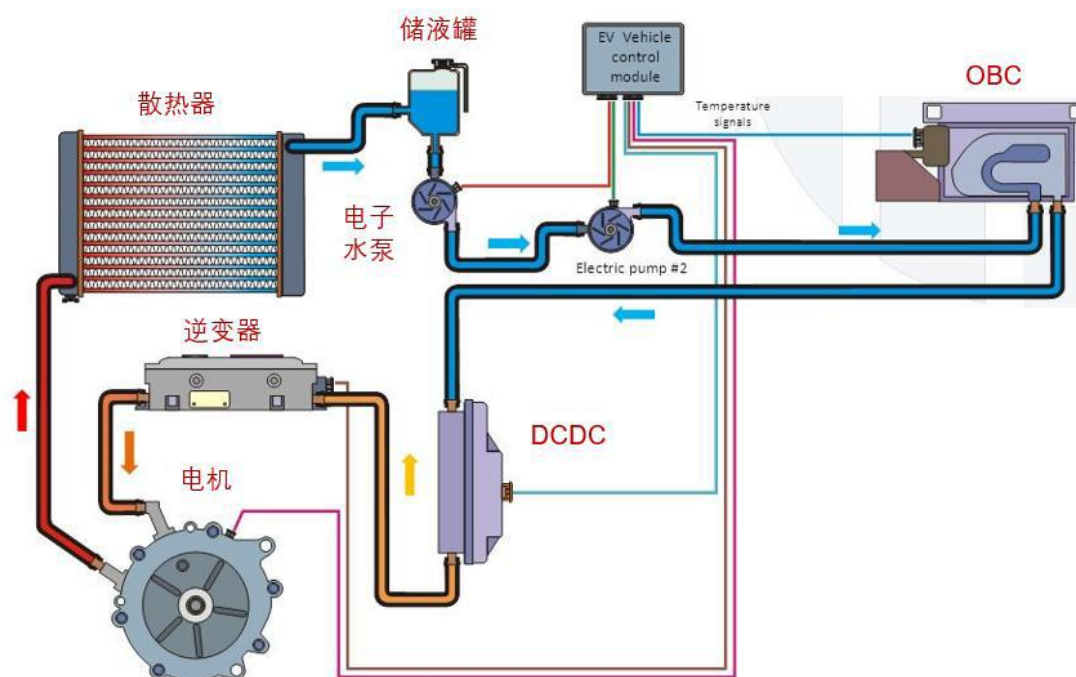 储液罐
EV Vehicle
control
module
OBC
散热器
Temperature
signals
电子
水泵
Electric pump #2
逆变器
DCDC
电机